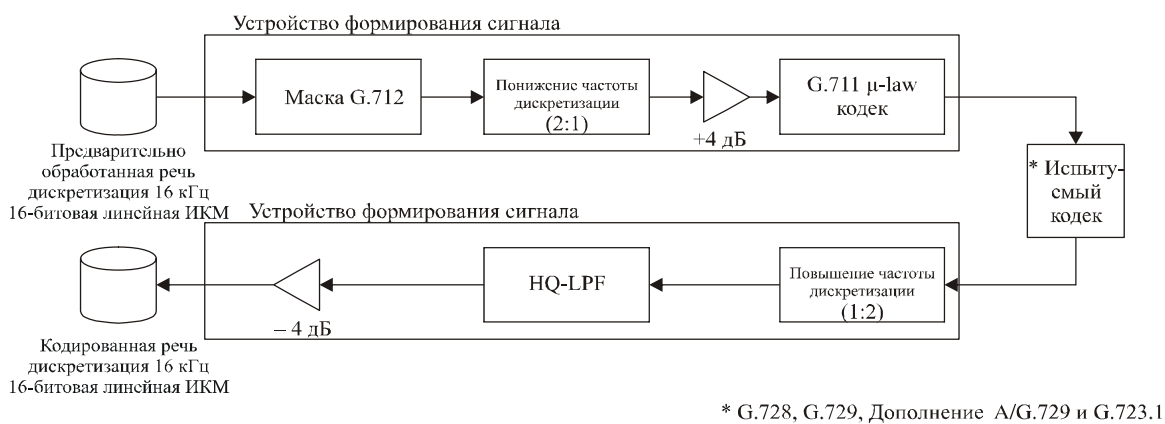 Устройство формирования сигнала
Маска G.712
Понижение частоты
дискретизации
(2:1)
+4 дБ
G.711 μ-law
кодек
Предварительно
обработанная речь
дискретизация 16 кГц
16-битовая линейная ИКМ
* Испыту-
емый
кодек
Устройство формирования сигнала
Повышение частоты
дискретизации
(1:2)
HQ-LPF
– 4 дБ
Кодированная речь
дискретизация 16 кГц
16-битовая линейная ИКМ
* G.728, G.729, Дополнение A/G.729 и G.723.1